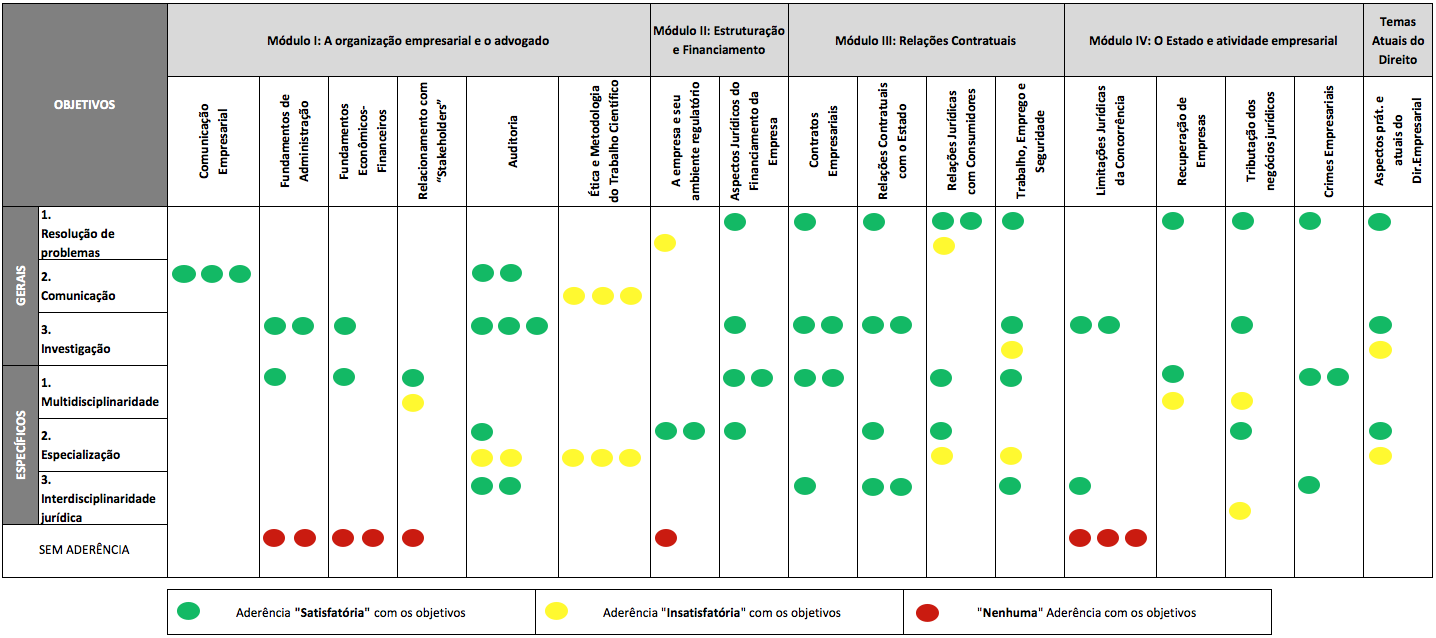 OBJETIVOS
Módulo I: A organização empresarial e o advogado
Módulo II: Estruturação
e Financiamento
Módulo III: Relações Contratuais
Módulo IV: O Estado e atividade empresarial
Temas
Atuais do
Direito
Comunicação
Empresarial
Fundamentos de
Administração
Fundamentos
Econômicos-
Financeiros
Relacionamento com
“Stakeholders”
Auditoria
Ética e Metodologia
do Trabalho Científico
A empresa e seu
ambiente regulatório
Aspectos Jurídicos do
Financiamento da
Empresa
Contratos
Empresariais
Relações Contratuais
com o Estado
Relações Jurídicas
com Consumidores
Trabalho, Emprego e
Seguridade
Limitações Jurídicas
da Concorrência
Recuperação de
Empresas
Tributação dos
negócios jurídicos
Crimes Empresariais
Aspectos prát. e
atuais do
Dir.Empresarial
GERAIS
1.
Resolução de
problemas
2.
Comunicação
3.
Investigação
ESPECÍFICOS
1.
Multidisciplinaridade
2.
Especialização
3.
Interdisciplinaridade
jurídica
SEM ADERÊNCIA
Aderência "Satisfatória" com os objetivos
Aderência "Insatisfatória" com os objetivos
"Nenhuma" Aderência com os objetivos